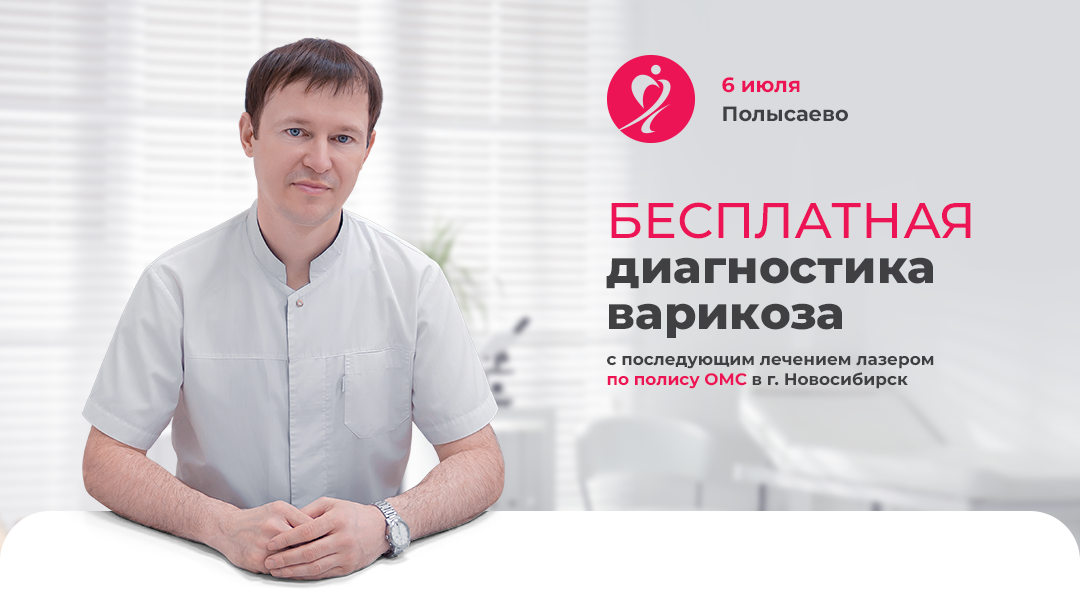 6 июля
Полысаево
БЕСПЛАТНАЯ
диагностика
варикоза
с последующим лечением лазером
по полису ОМС в г. Новосибирск